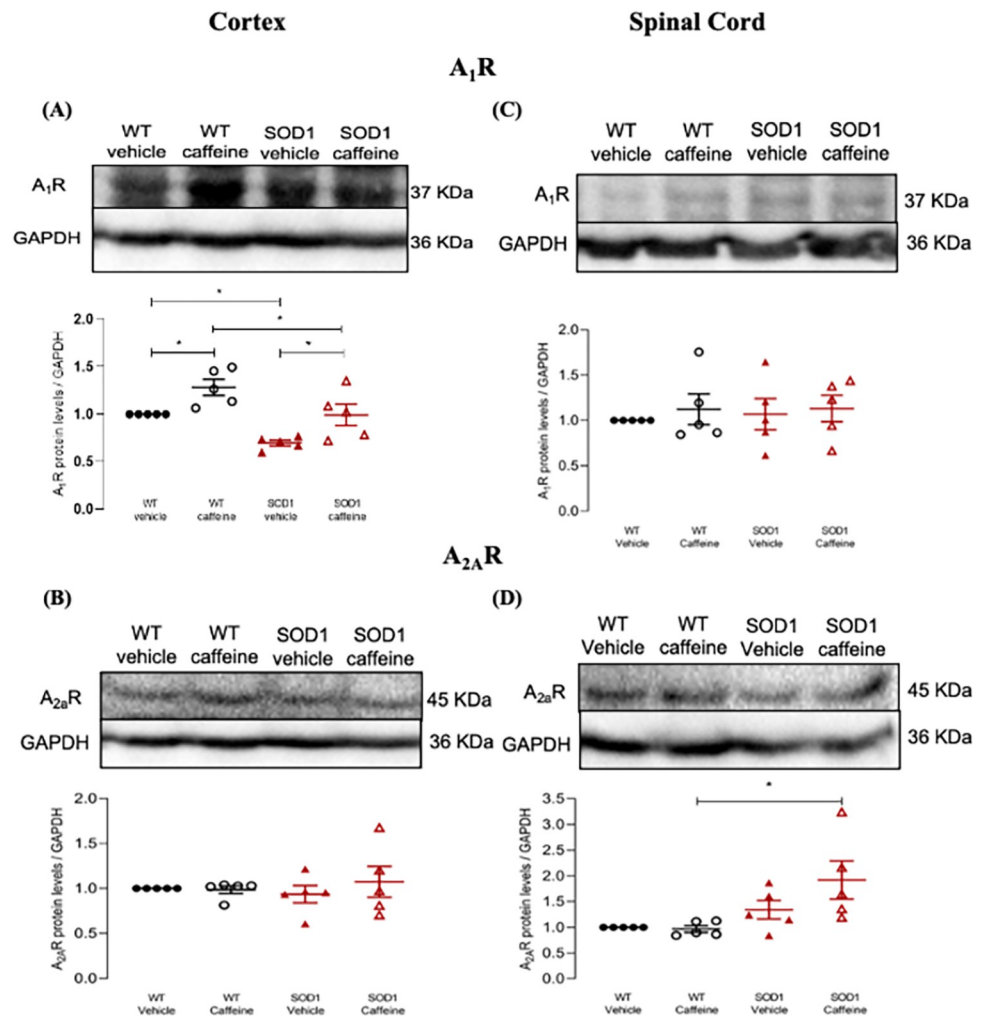 Cortex
Spinal Cord
A₁R
(A)
WT vehicle
WT caffeine
SOD1 vehicle
SOD1 caffeine
A₁R
37 KDa
GAPDH
36 KDa
*
*
*
*
A₁R protein levels / GAPDH
2.0
1.5
1.0
0.5
0.0
WT vehicle
WT caffeine
SOD1 vehicle
SOD1 caffeine
(C)
WT vehicle
WT caffeine
SOD1 vehicle
SOD1 caffeine
A₁R
37 KDa
GAPDH
36 KDa
A₁R protein levels / GAPDH
2.0
1.5
1.0
0.5
0.0
WT Vehicle
WT Caffeine
SOD1 Vehicle
SOD1 Caffeine
A₂ₐR
(B)
WT vehicle
WT caffeine
SOD1 vehicle
SOD1 caffeine
A₂ₐR
45 KDa
GAPDH
36 KDa
A₂ₐR protein levels / GAPDH
2.0
1.5
1.0
0.5
0.0
WT Vehicle
WT Caffeine
SOD1 Vehicle
SOD1 Caffeine
(D)
WT Vehicle
WT caffeine
SOD1 Vehicle
SOD1 caffeine
A₂ₐR
45 KDa
GAPDH
36 KDa
*
A₂ₐR protein levels / GAPDH
3.5
3.0
2.5
2.0
1.5
1.0
0.5
0.0
WT Vehicle
WT Caffeine
SOD1 Vehicle
SOD1 Caffeine